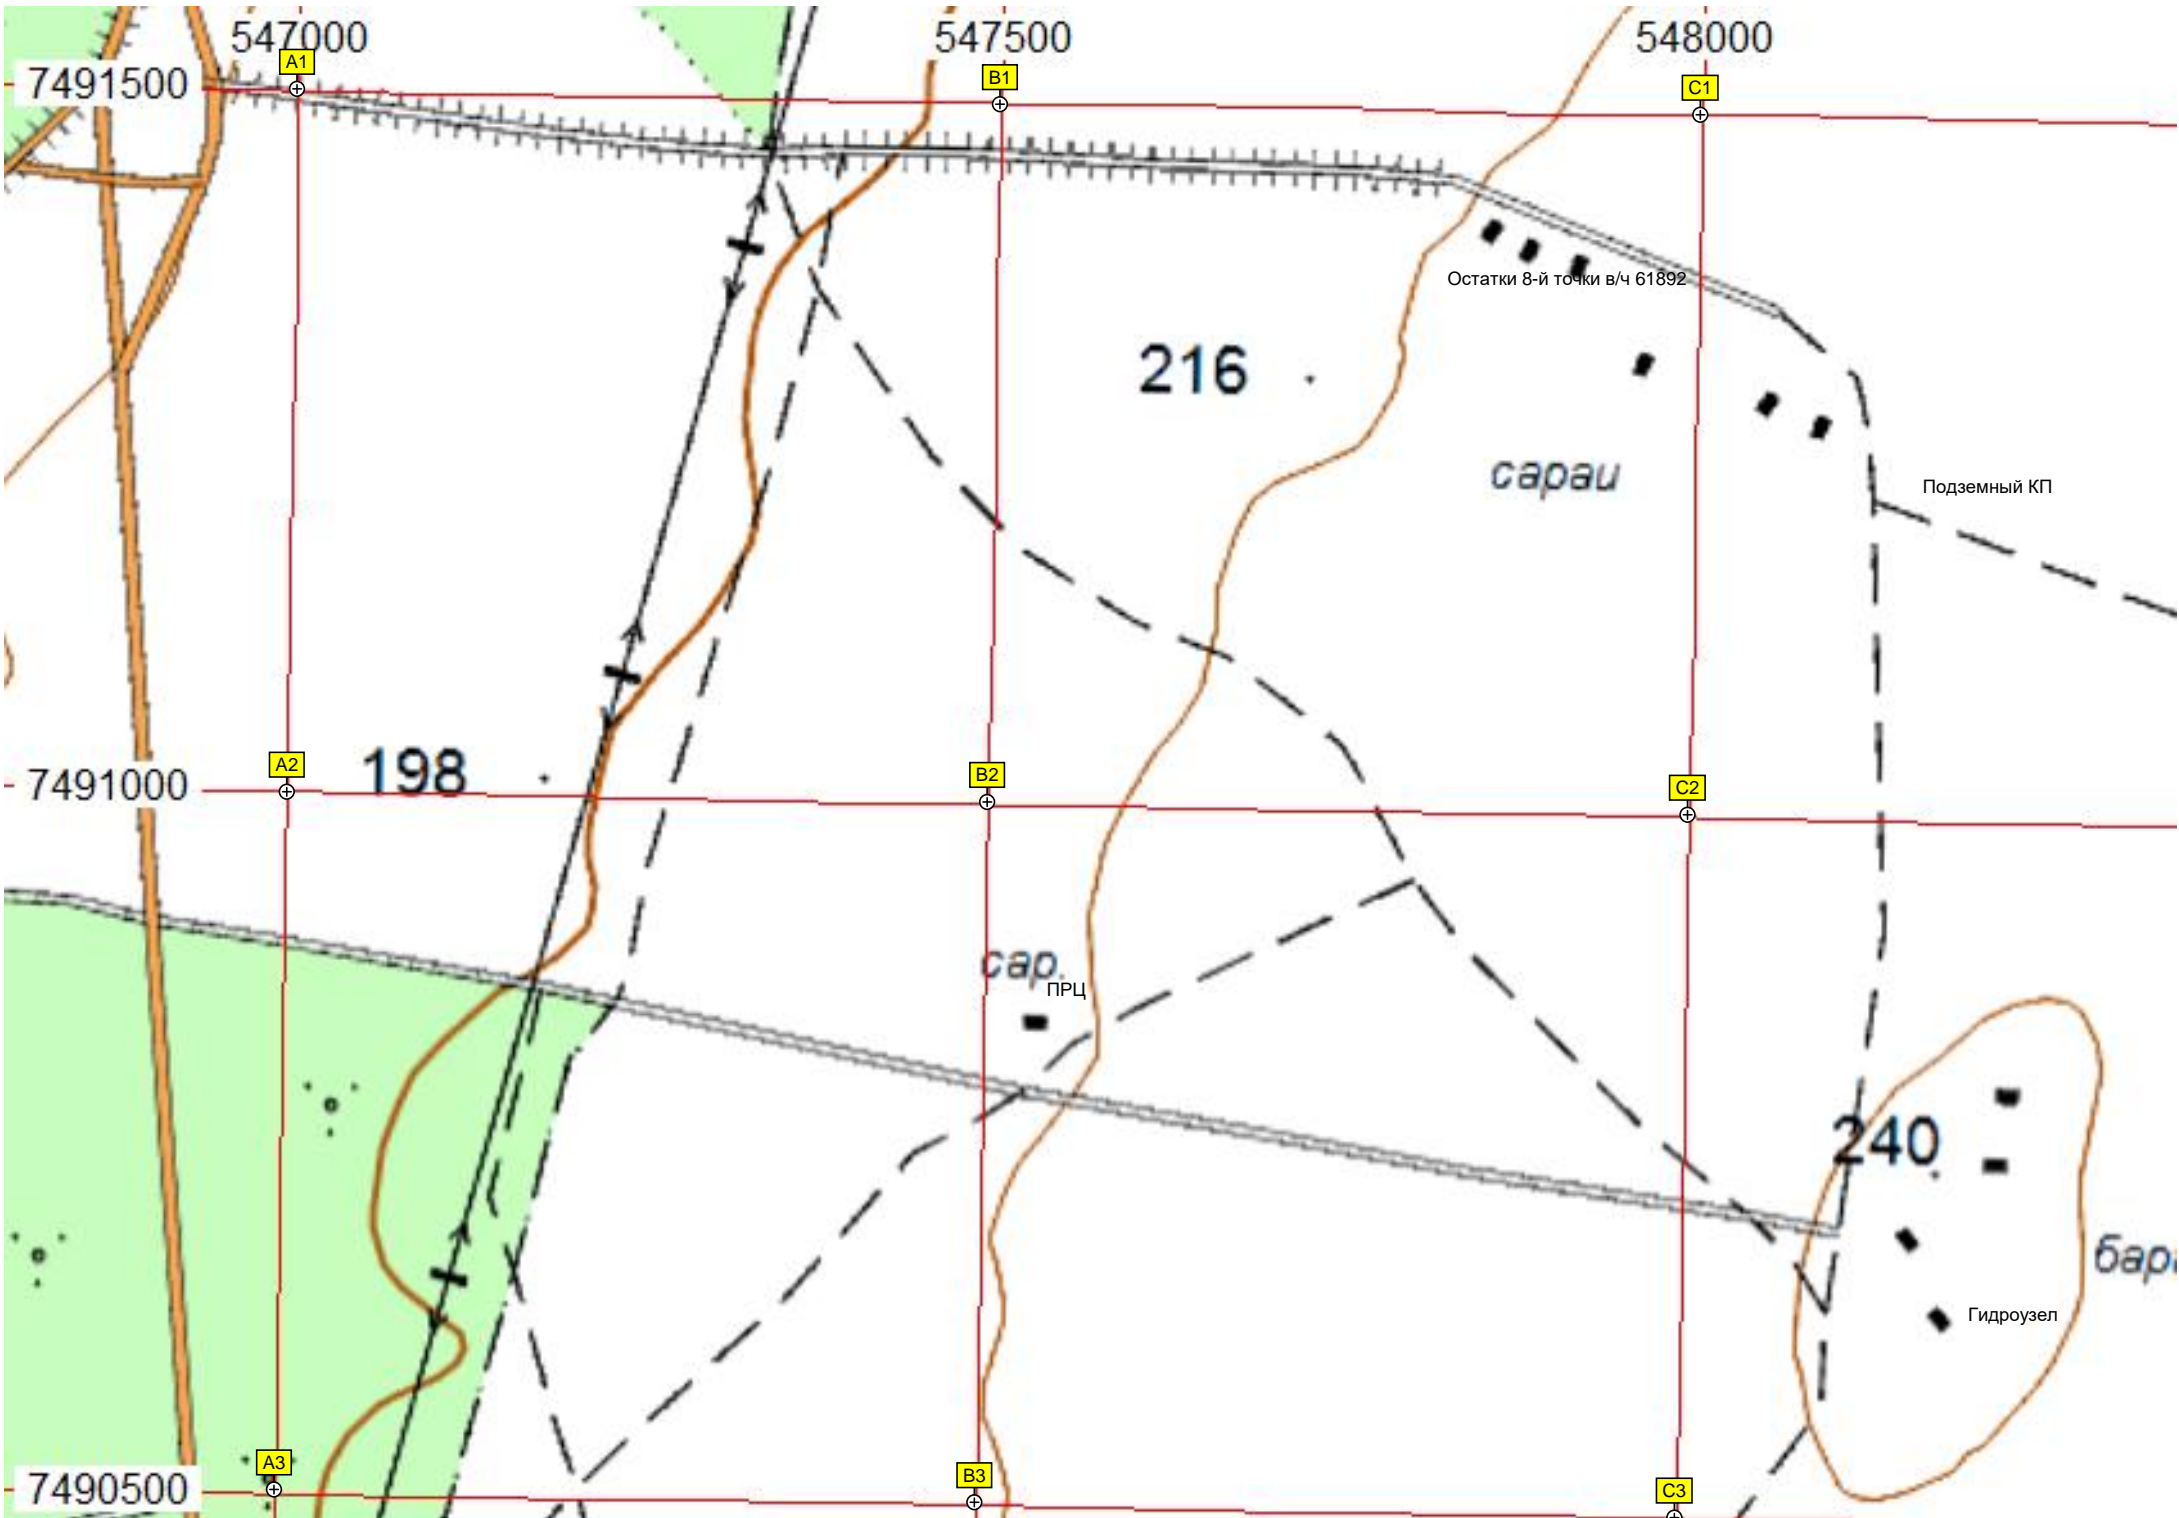 547000
547500
548000
A1
B1
C1
7491500
Остатки 8-й точки в/ч 61892
216
сараи
Подземный КП
A2
B2
C2
7491000
198
сар.
ПРЦ
240
Гидроузел
A3
B3
C3
7490500